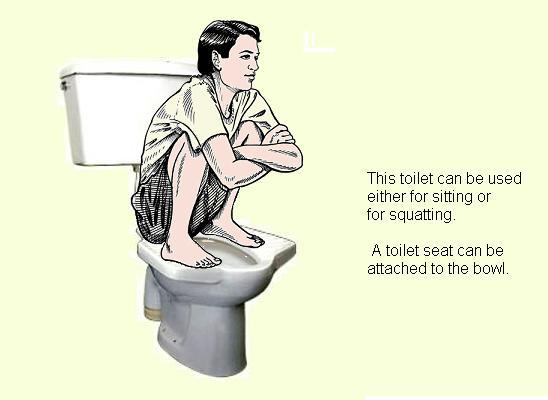 This toilet can be used
either for sitting or
for squatting.
A toilet seat can be
attached to the bowl.